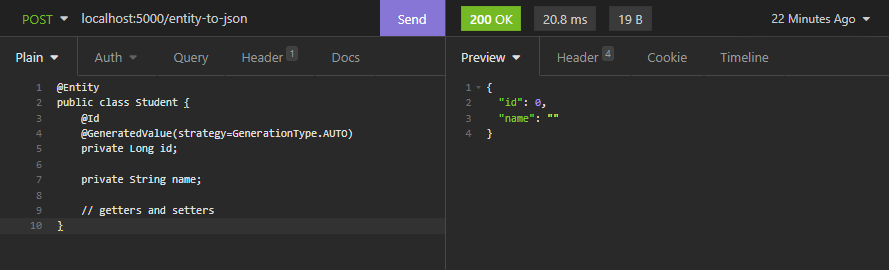 POST localhost:5000/entity-to-json Send 200 OK 20.8 ms 19 B 22 Minutes Ago
Plain Auth Query Header 1 Docs Preview Header 4 Cookie Timeline
1 @Entity
2 public class Student {
3 @Id
4 @GeneratedValue(strategy=GenerationType.AUTO)
5 private Long id;
6
7 private String name;
8
9 // getters and setters
10 }
1 {
2 "id": 0,
3 "name": ""
4 }